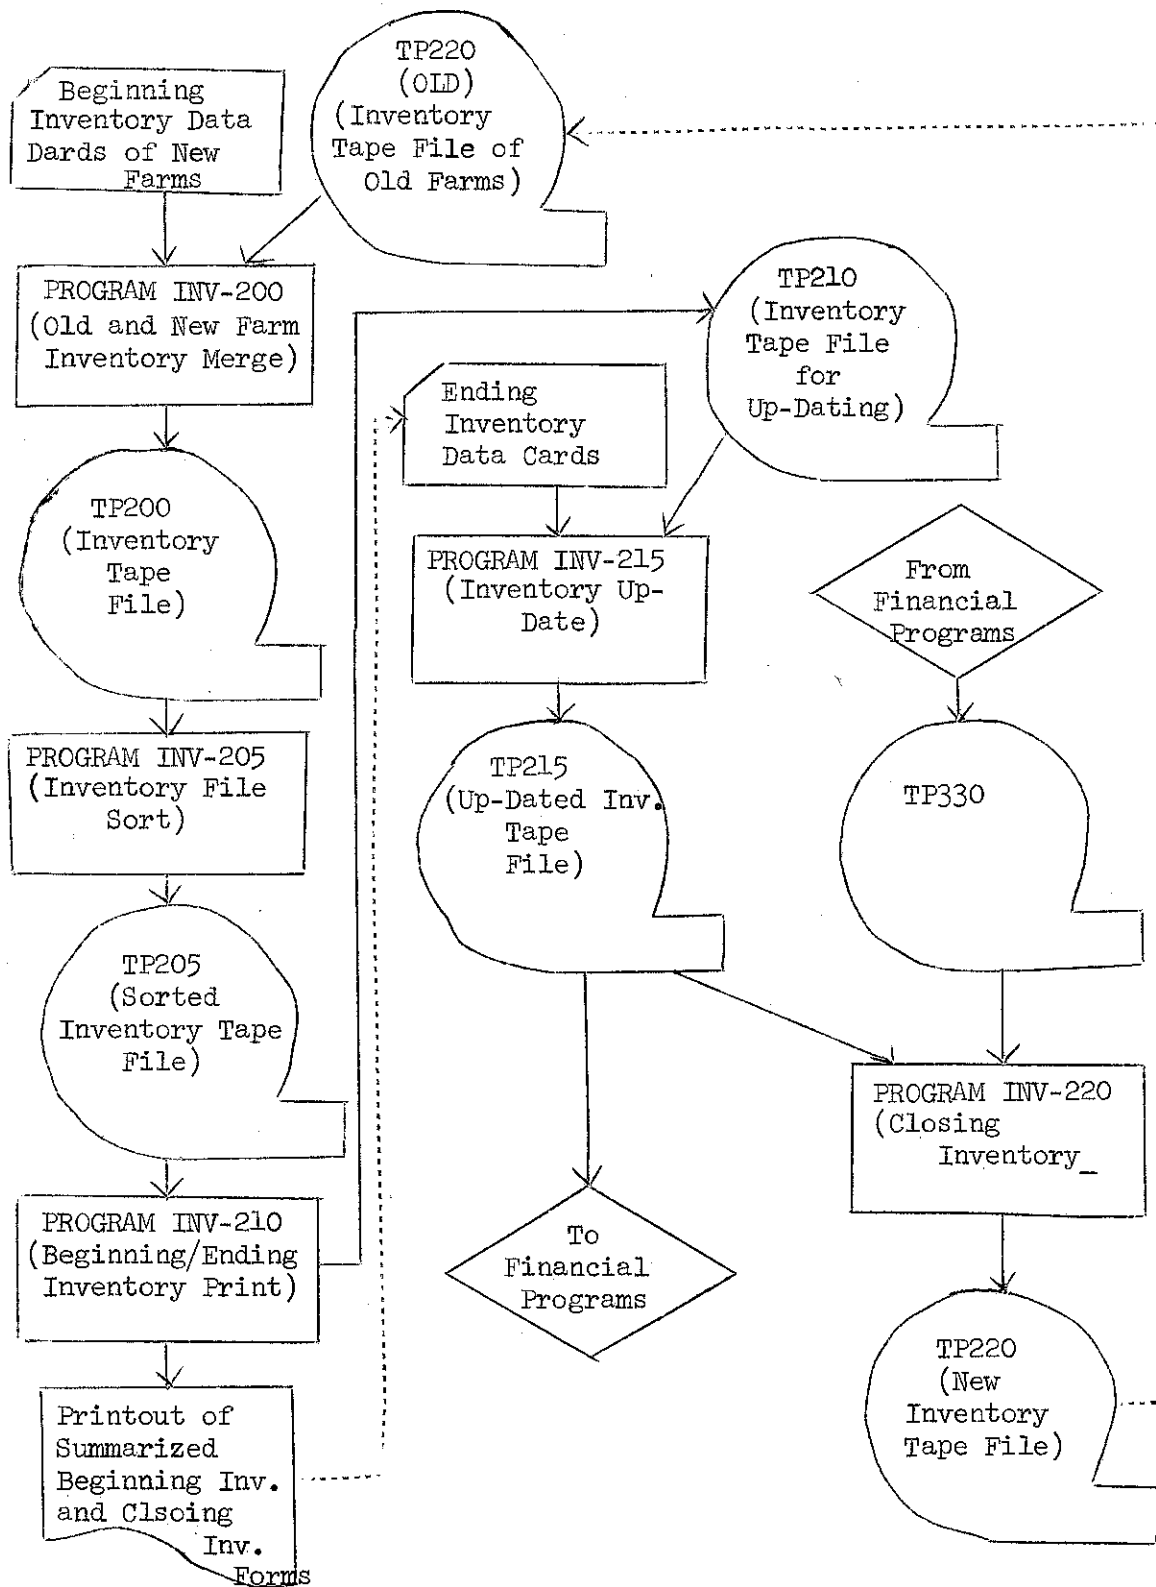 Beginning
Inventory Data
Dards of New
Farms
TP220
(OLD)
(Inventory
Tape File of
Old Farms)
PROGRAM INV-200
(Old and New Farm
Inventory Merge)
TP200
(Inventory
Tape
File)
PROGRAM INV-205
(Inventory File
Sort)
TP205
(Sorted
Inventory Tape
File)
PROGRAM INV-210
(Beginning/Ending
Inventory Print)
Printout of
Summarized
Beginning Inv.
and Clsoing
Inv.
Forms
TP210
(Inventory
Tape File
for
Up-Dating)
Ending
Inventory
Data Cards
PROGRAM INV-215
(Inventory Up-
Date)
TP215
(Up-Dated Inv.
Tape
File)
To
Financial
Programs
From
Financial
Programs
TP330
PROGRAM INV-220
(Closing
Inventory_
TP220
(New
Inventory
Tape File)